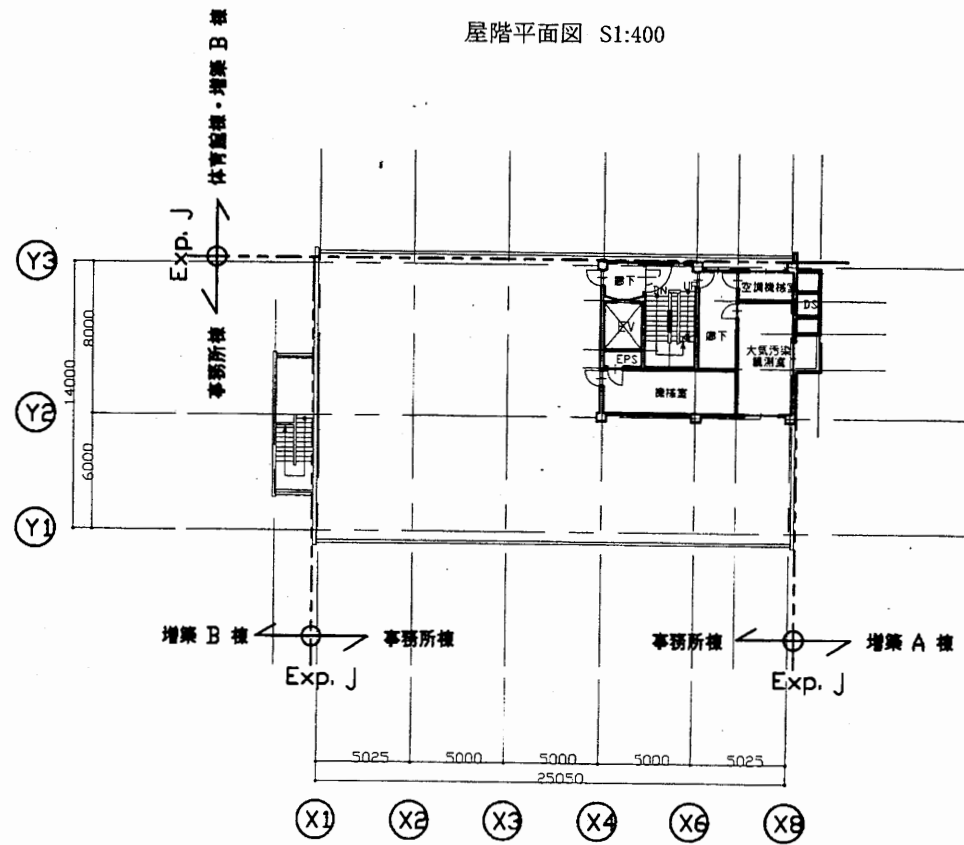 屋階平面図 S1:400
体育館棟・増築 B 棟
Exp. J
事務所棟
Y3
8000
14000
Y2
6000
Y1
廊下
DN
UP
空調機械室
DS
EV
廊下
大気汚染
観測室
EPS
機械室
増築 B 棟
事務所棟
Exp. J
事務所棟
増築 A 棟
Exp. J
5025
5000
5000
5000
5025
25050
X1
X2
X3
X4
X6
X8